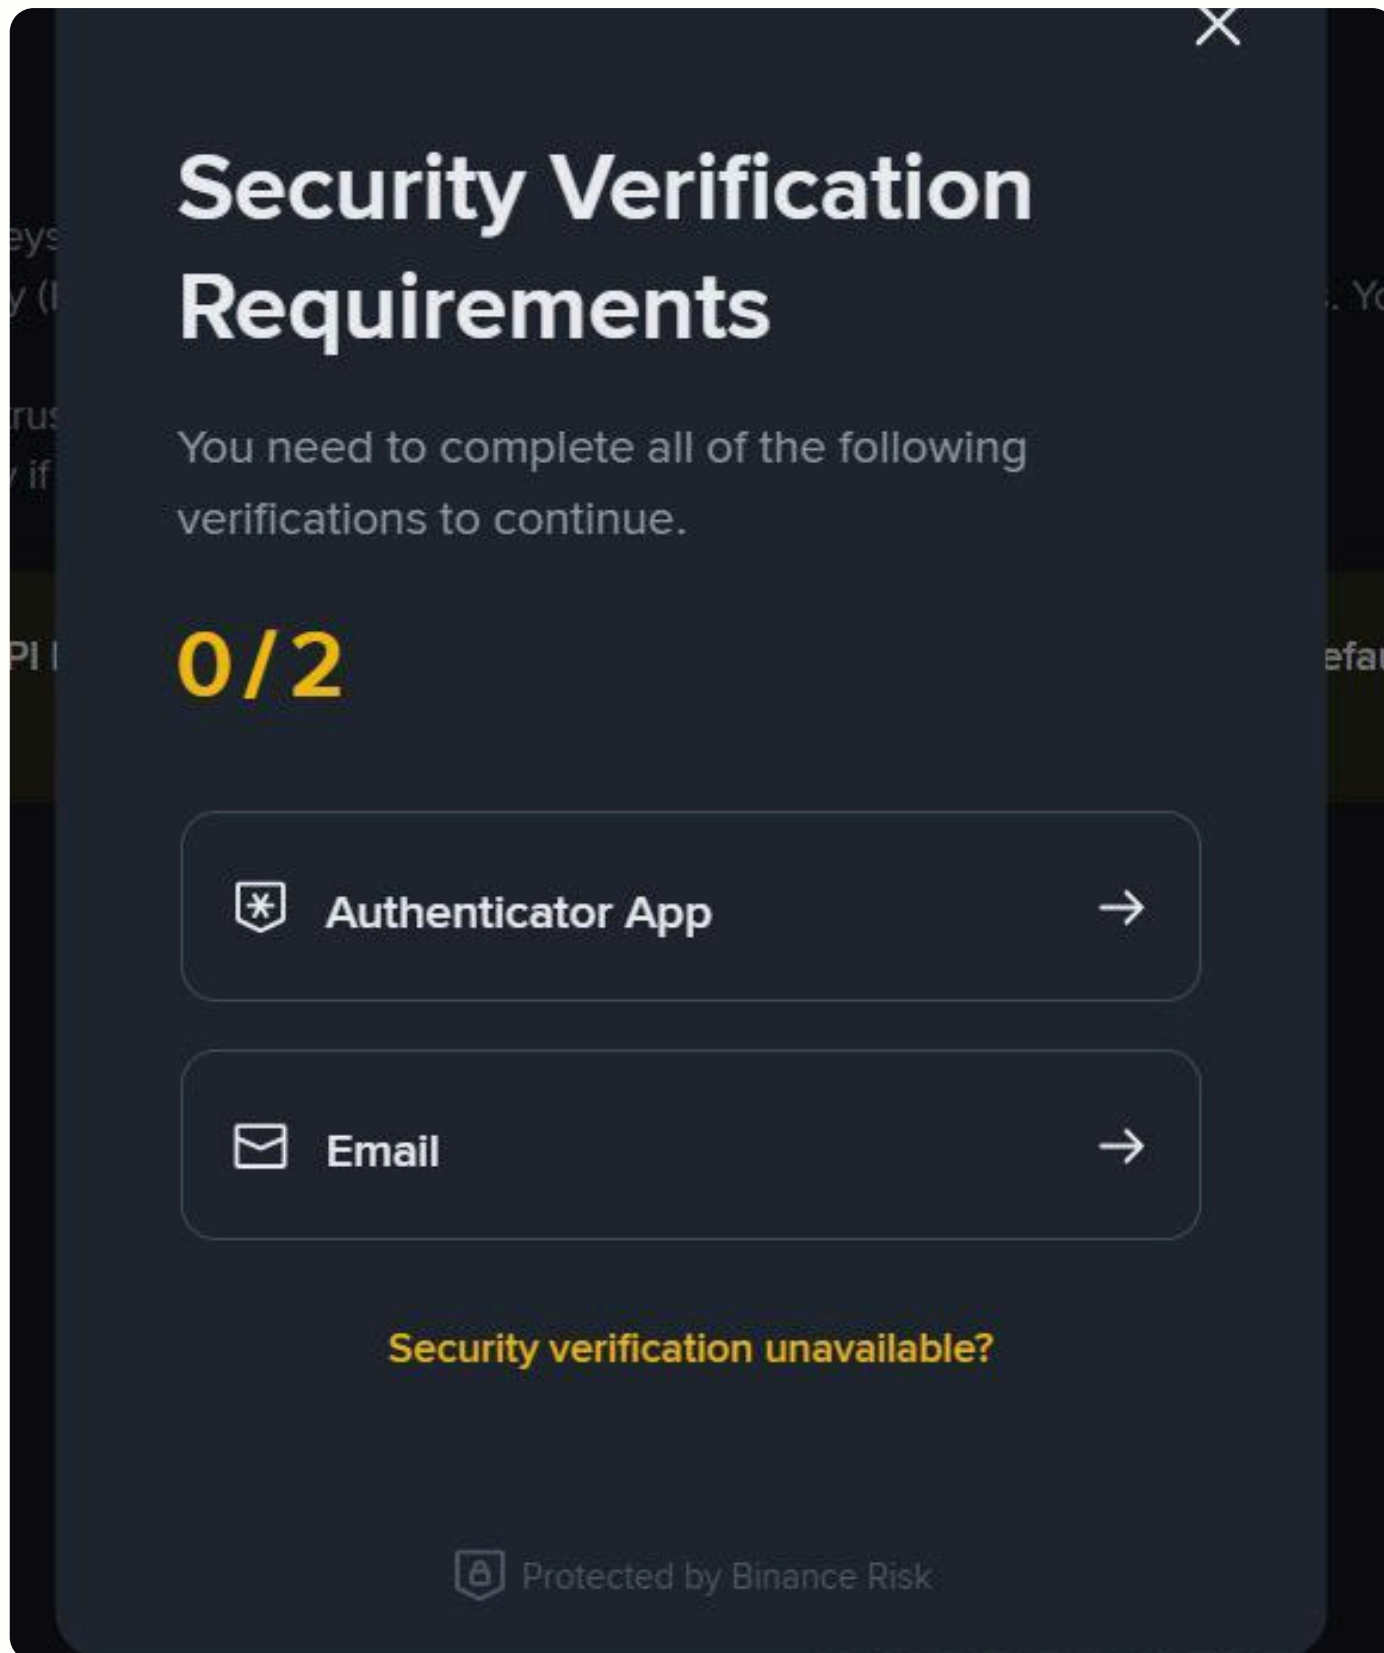 Security Verification
Requirements
You need to complete all of the following
verifications to continue.
0/2
Authenticator App
Email
Security verification unavailable?
Protected by Binance Risk